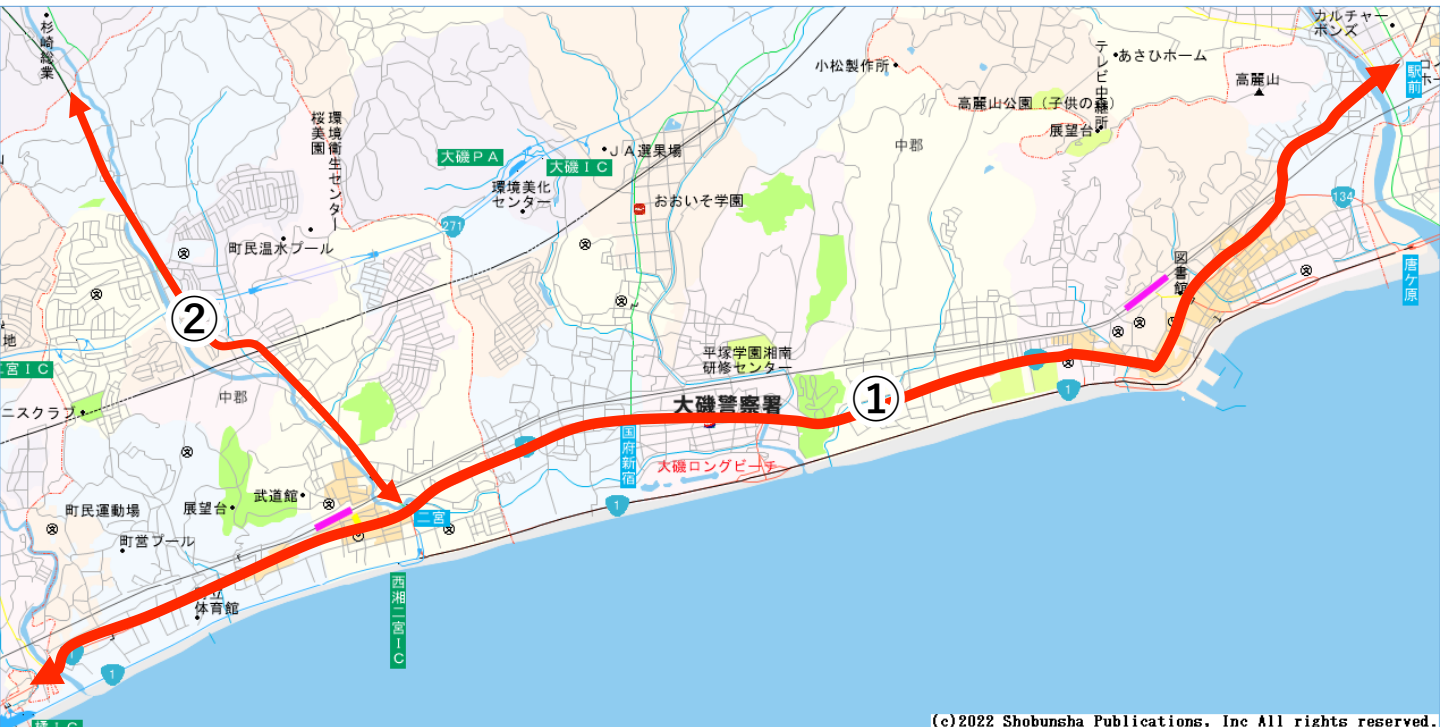 杉崎総業
カルチャー
ボンズ
テレビ中継所
あさひホーム
駅前
小松製作所
高麗山
高麗山公園（子供の森）
展望台
環境衛生センター
桜美園
中郡
ＪＡ選果場
大磯ＰＡ
大磯ＩＣ
環境美化
センター
おおいそ学園
134
271
町民温水プール
図書館
唐ケ原
②
平塚学園湘南
研修センター
中郡
①
1
大磯警察署
国府新宿
大磯ロングビーチ
武道館
展望台
町民運動場
二宮
1
町営プール
西湘二宮ＩＣ
体育館
1
1
橘ＩＣ
(c)2022 Shobunsha Publications, Inc All rights reserved.